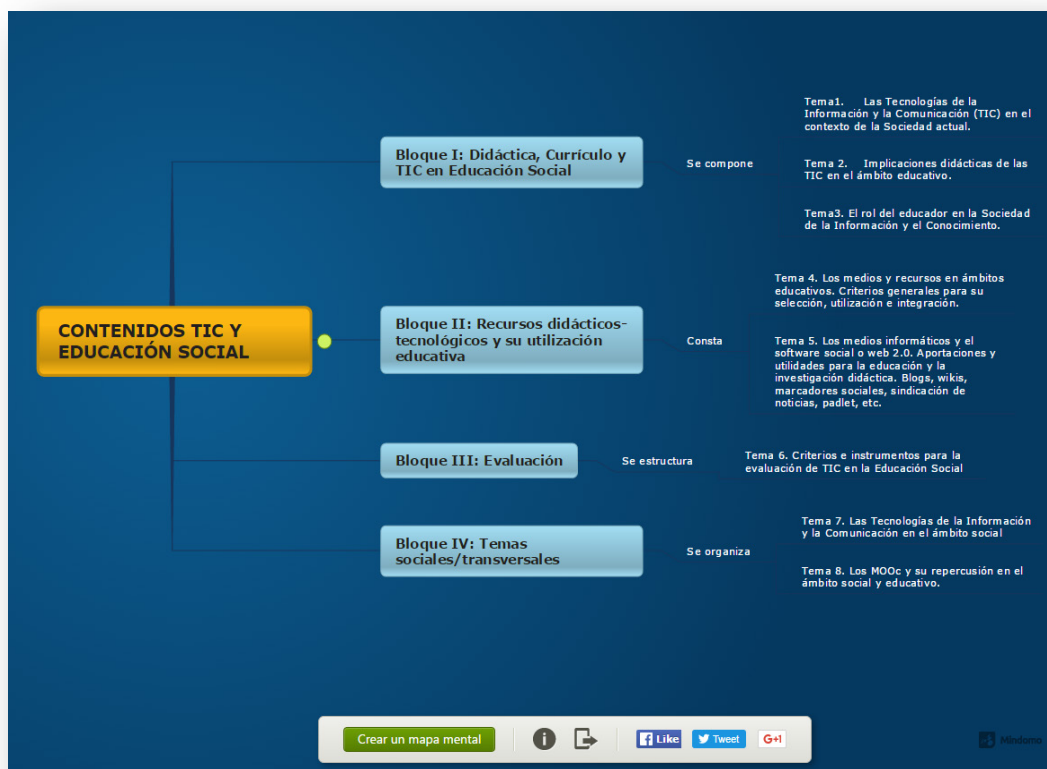 CONTENIDOS TIC Y
EDUCACIÓN SOCIAL
Bloque I: Didáctica, Currículo y
TIC en Educación Social
Se compone
Tema1. Las Tecnologías de la
Información y la Comunicación (TIC) en el
contexto de la Sociedad actual.
Tema 2. Implicaciones didácticas de las
TIC en el ámbito educativo.
Tema3. El rol del educador en la Sociedad
de la Información y el Conocimiento.
Bloque II: Recursos didácticos-
tecnológicos y su utilización
educativa
Consta
Tema 4. Los medios y recursos en ámbitos
educativos. Criterios generales para su
selección, utilización e integración.
Tema 5. Los medios informáticos y el
software social o web 2.0. Aportaciones y
utilidades para la educación y la
investigación didáctica. Blogs, wikis,
marcadores sociales, sindicación de
noticias, padlet, etc.
Bloque III: Evaluación
Se estructura
Tema 6. Criterios e instrumentos para la
evaluación de TIC en la Educación Social
Bloque IV: Temas
sociales/transversales
Se organiza
Tema 7. Las Tecnologías de la Información
y la Comunicación en el ámbito social
Tema 8. Los MOOc y su repercusión en el
ámbito social y educativo.
Crear un mapa mental
Like
Tweet
G+1
Mindomo